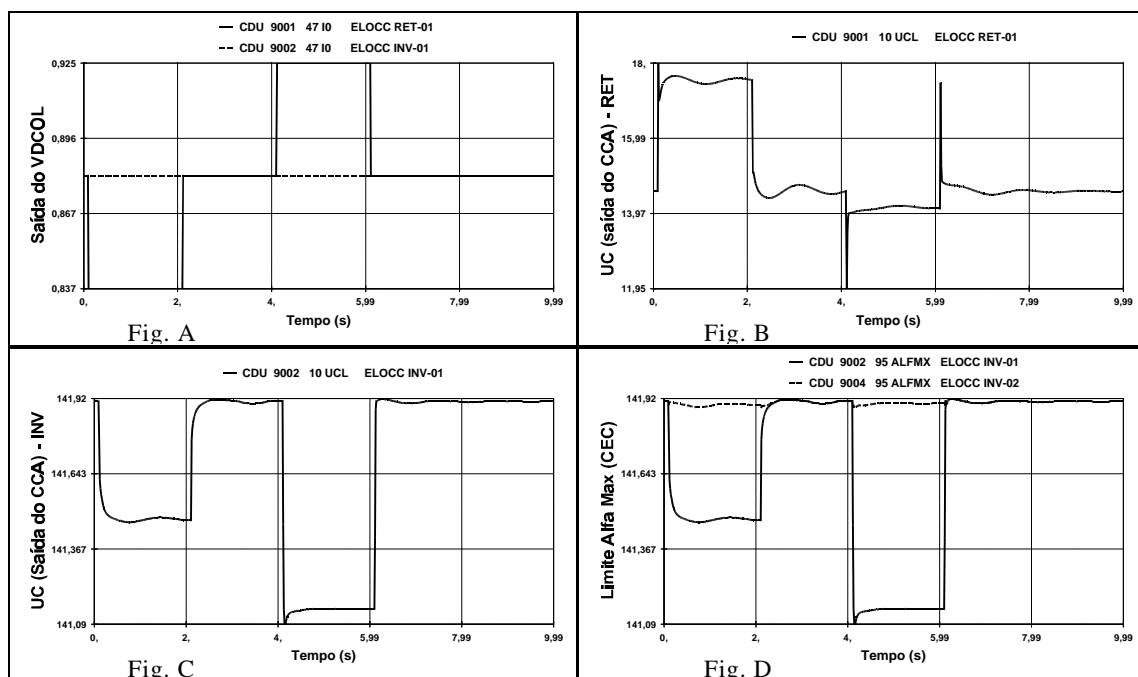 CDU 9001 47 I0 ELOCC RET-01
CDU 9002 47 I0 ELOCC INV-01
0,925
0,896
0,867
0,837
Saída do VDCOL
0, 2, 4, 5,99 7,99 9,99
Tempo (s)
Fig. A
CDU 9001 10 UCL ELOCC RET-01
18,
15,99
13,97
11,95
UC (saída do CCA) - RET
0, 2, 4, 5,99 7,99 9,99
Tempo (s)
Fig. B
CDU 9002 10 UCL ELOCC INV-01
141,92
141,643
141,367
141,09
UC (Saída do CCA) - INV
0, 2, 4, 5,99 7,99 9,99
Tempo (s)
Fig. C
CDU 9002 95 ALFMX ELOCC INV-01
CDU 9004 95 ALFMX ELOCC INV-02
141,92
141,643
141,367
141,09
Limite Alfa Max (CEC)
0, 2, 4, 5,99 7,99 9,99
Tempo (s)
Fig. D